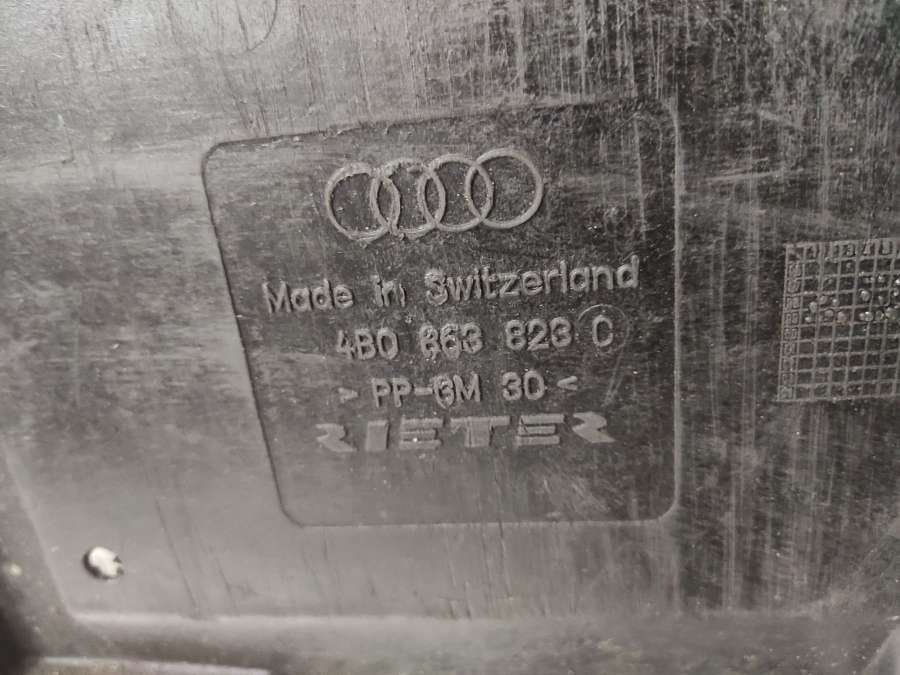 Made in Switzerland
4B0 863 823 C
> PP-GM 30 <
RIETER